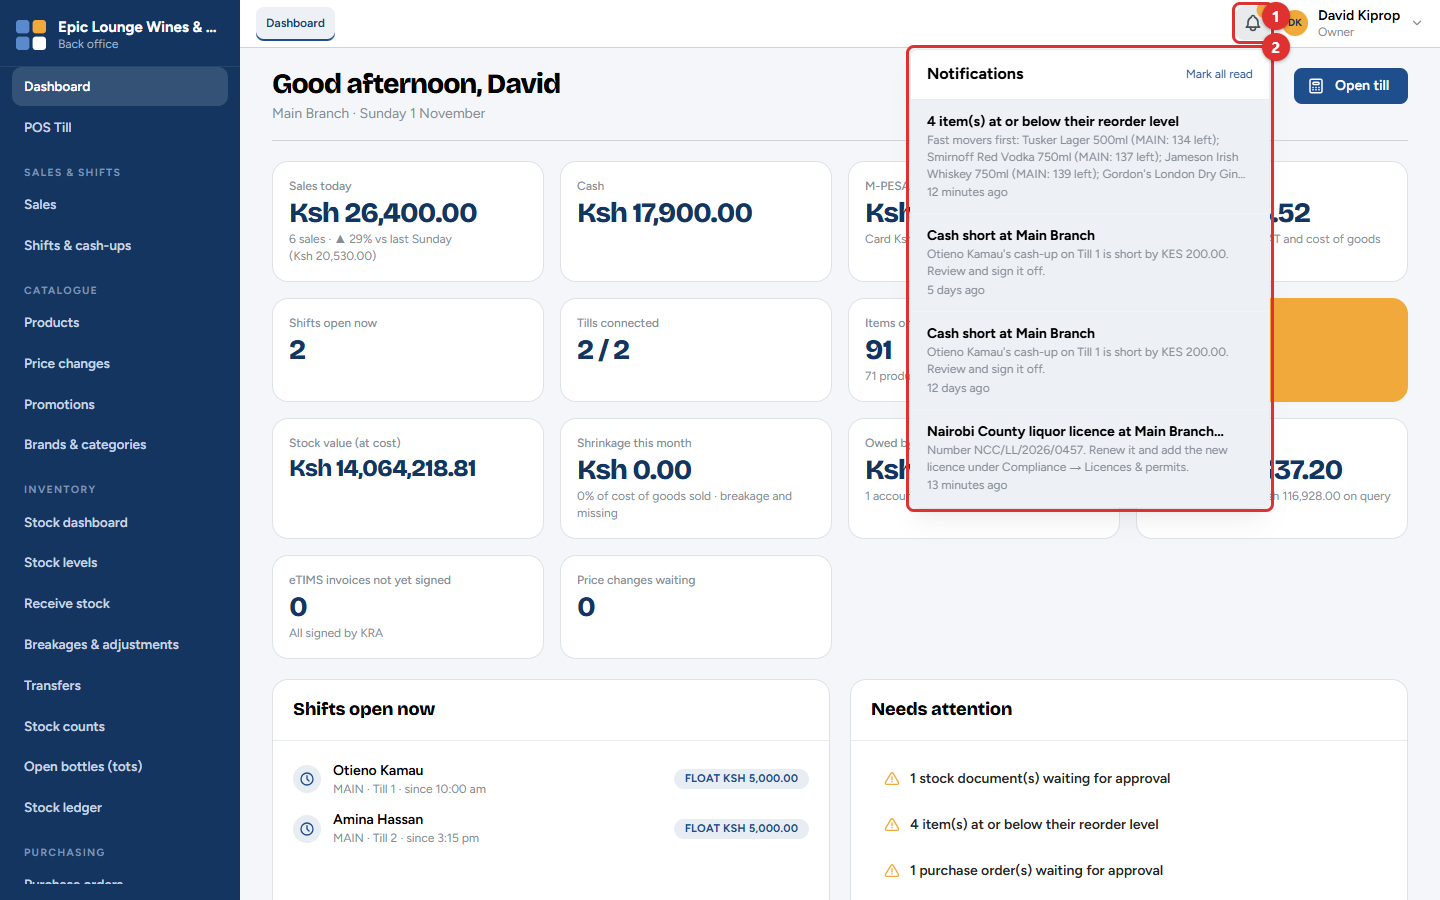 Epic Lounge Wines & ...
Back office
Dashboard
POS Till
SALES & SHIFTS
Sales
Shifts & cash-ups
CATALOGUE
Products
Price changes
Promotions
Brands & categories
INVENTORY
Stock dashboard
Stock levels
Receive stock
Breakages & adjustments
Transfers
Stock counts
Open bottles (tots)
Stock ledger
PURCHASING
Purchase orders
Dashboard
1
2
DK
David Kiprop
Owner
Good afternoon, David
Main Branch · Sunday 1 November
Open till
Notifications
Mark all read
4 item(s) at or below their reorder level
Fast movers first: Tusker Lager 500ml (MAIN: 134 left);
Smirnoff Red Vodka 750ml (MAIN: 137 left); Jameson Irish
Whiskey 750ml (MAIN: 139 left); Gordon's London Dry Gin...
12 minutes ago
Cash short at Main Branch
Otieno Kamau's cash-up on Till 1 is short by KES 200.00.
Review and sign it off.
5 days ago
Cash short at Main Branch
Otieno Kamau's cash-up on Till 1 is short by KES 200.00.
Review and sign it off.
12 days ago
Nairobi County liquor licence at Main Branch...
Number NCC/LL/2026/0457. Renew it and add the new
licence under Compliance → Licences & permits.
13 minutes ago
Sales today
Ksh 26,400.00
6 sales · ▲ 29% vs last Sunday
(Ksh 20,530.00)
Cash
Ksh 17,900.00
M-PESA
Ksh
Card Ks
.52
T and cost of goods
Shifts open now
2
Tills connected
2 / 2
Items o
91
71 produ
Stock value (at cost)
Ksh 14,064,218.81
Shrinkage this month
Ksh 0.00
0% of cost of goods sold · breakage and
missing
Owed b
Ksh
1 accou
37.20
h 116,928.00 on query
eTIMS invoices not yet signed
0
All signed by KRA
Price changes waiting
0
Shifts open now
Otieno Kamau
MAIN · Till 1 · since 10:00 am
FLOAT KSH 5,000.00
Amina Hassan
MAIN · Till 2 · since 3:15 pm
FLOAT KSH 5,000.00
Needs attention
1 stock document(s) waiting for approval
4 item(s) at or below their reorder level
1 purchase order(s) waiting for approval